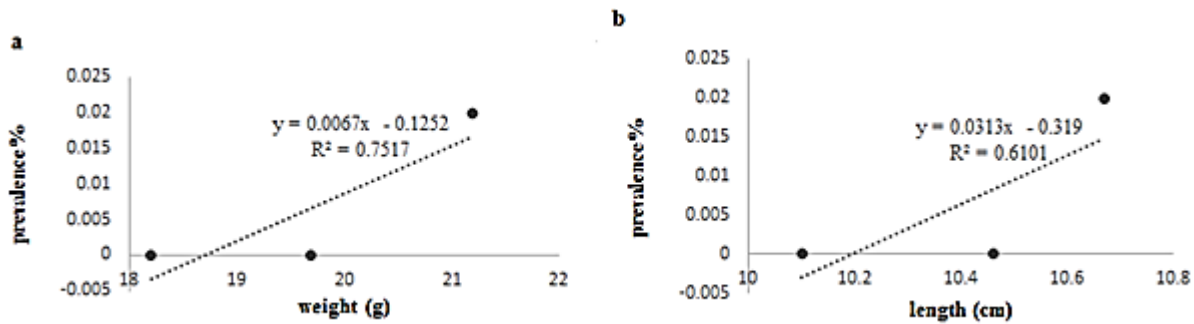 a
0.025
0.02
0.015
0.01
0.005
0
-0.005
prevalence%
y = 0.0067x - 0.1252
R² = 0.7517
18 19 20 21 22
weight (g)
b
0.025
0.02
0.015
0.01
0.005
0
-0.005
prevalence%
y = 0.0313x - 0.319
R² = 0.6101
10 10.2 10.4 10.6 10.8
length (cm)